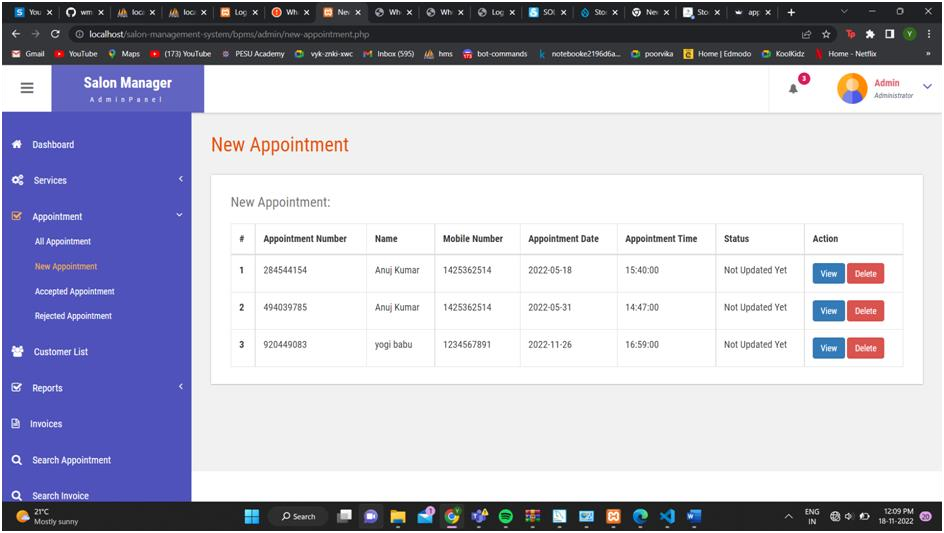 You
wm
loca
loca
Log
Wh
Ne
Wh
Wh
Log
SOL
Stor
Ne
Stor
app
localhost/salon-management-system/bpms/admin/new-appointment.php
Gmail YouTube Maps (173) YouTube PESU Academy vyk-znki-xwc Inbox (595) hms bot-commands notebooke2196d6a... poorvika Home | Edmodo KoolKidz Home - Netflix »
Salon Manager
AdminPanel
3
Admin
Administrator
Dashboard
Services
Appointment
All Appointment
New Appointment
Accepted Appointment
Rejected Appointment
Customer List
Reports
Invoices
Search Appointment
Search Invoice
New Appointment
New Appointment:
# Appointment Number Name Mobile Number Appointment Date Appointment Time Status Action
1 284544154 Anuj Kumar 1425362514 2022-05-18 15:40:00 Not Updated Yet View Delete
2 494039785 Anuj Kumar 1425362514 2022-05-31 14:47:00 Not Updated Yet View Delete
3 920449083 yogi babu 1234567891 2022-11-26 16:59:00 Not Updated Yet View Delete
21°C
Mostly sunny
Search
ENG
IN
12:09 PM
18-11-2022
20